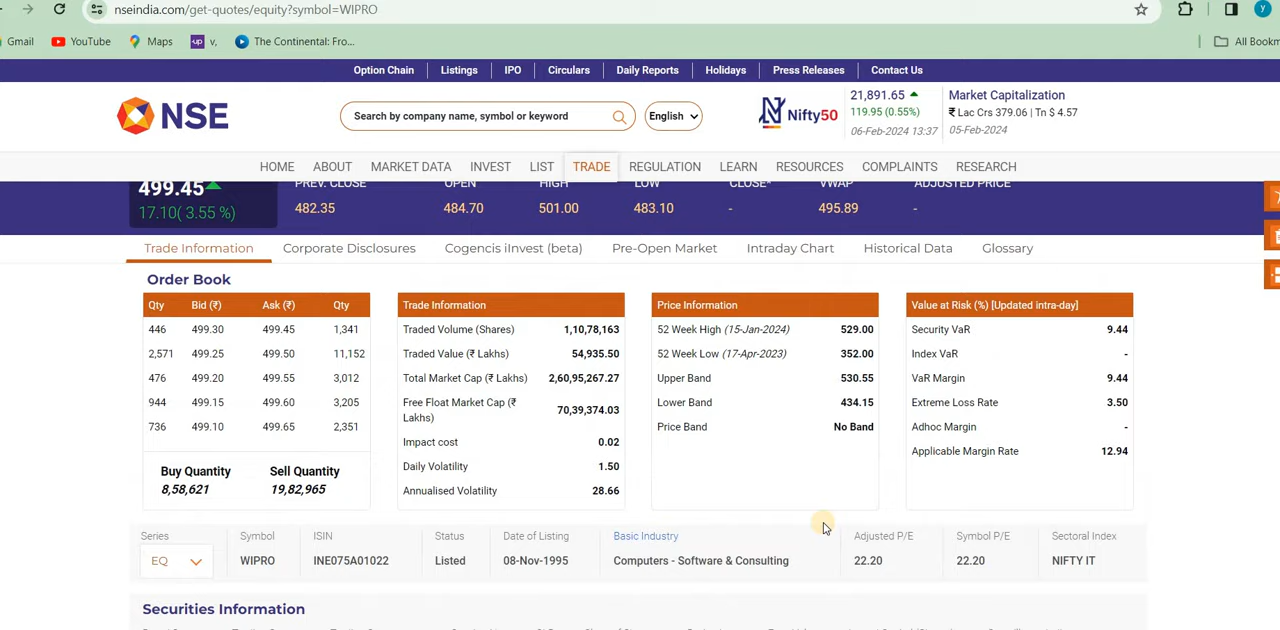 nseindia.com/get-quotes/equity?symbol=WIPRO
Gmail YouTube Maps up v, The Continental: Fro... All Bookm
Option Chain Listings IPO Circulars Daily Reports Holidays Press Releases Contact Us
NSE Search by company name, symbol or keyword English Nifty50
21,891.65
119.95 (0.55%)
06-Feb-2024 13:37
Market Capitalization
₹ Lac Crs 379.06 | Tn $ 4.57
05-Feb-2024
HOME ABOUT MARKET DATA INVEST LIST TRADE REGULATION LEARN RESOURCES COMPLAINTS RESEARCH
499.45 PREV. CLOSE OPEN HIGH LOW CLOSE* VWAP ADJUSTED PRICE
17.10( 3.55 %) 482.35 484.70 501.00 483.10 - 495.89 -
Trade Information Corporate Disclosures Cogencis iInvest (beta) Pre-Open Market Intraday Chart Historical Data Glossary
Order Book
Qty Bid (₹) Ask (₹) Qty
446 499.30 499.45 1,341
2,571 499.25 499.50 11,152
476 499.20 499.55 3,012
944 499.15 499.60 3,205
736 499.10 499.65 2,351
Buy Quantity Sell Quantity
8,58,621 19,82,965
Trade Information
Traded Volume (Shares) 1,10,78,163
Traded Value (₹ Lakhs) 54,935.50
Total Market Cap (₹ Lakhs) 2,60,95,267.27
Free Float Market Cap (₹
Lakhs) 70,39,374.03
Impact cost 0.02
Daily Volatility 1.50
Annualised Volatility 28.66
Price Information
52 Week High (15-Jan-2024) 529.00
52 Week Low (17-Apr-2023) 352.00
Upper Band 530.55
Lower Band 434.15
Price Band No Band
Value at Risk (%) [Updated intra-day]
Security VaR 9.44
Index VaR -
VaR Margin 9.44
Extreme Loss Rate 3.50
Adhoc Margin -
Applicable Margin Rate 12.94
Series Symbol ISIN Status Date of Listing Basic Industry Adjusted P/E Symbol P/E Sectoral Index
EQ WIPRO INE075A01022 Listed 08-Nov-1995 Computers - Software & Consulting 22.20 22.20 NIFTY IT
Securities Information